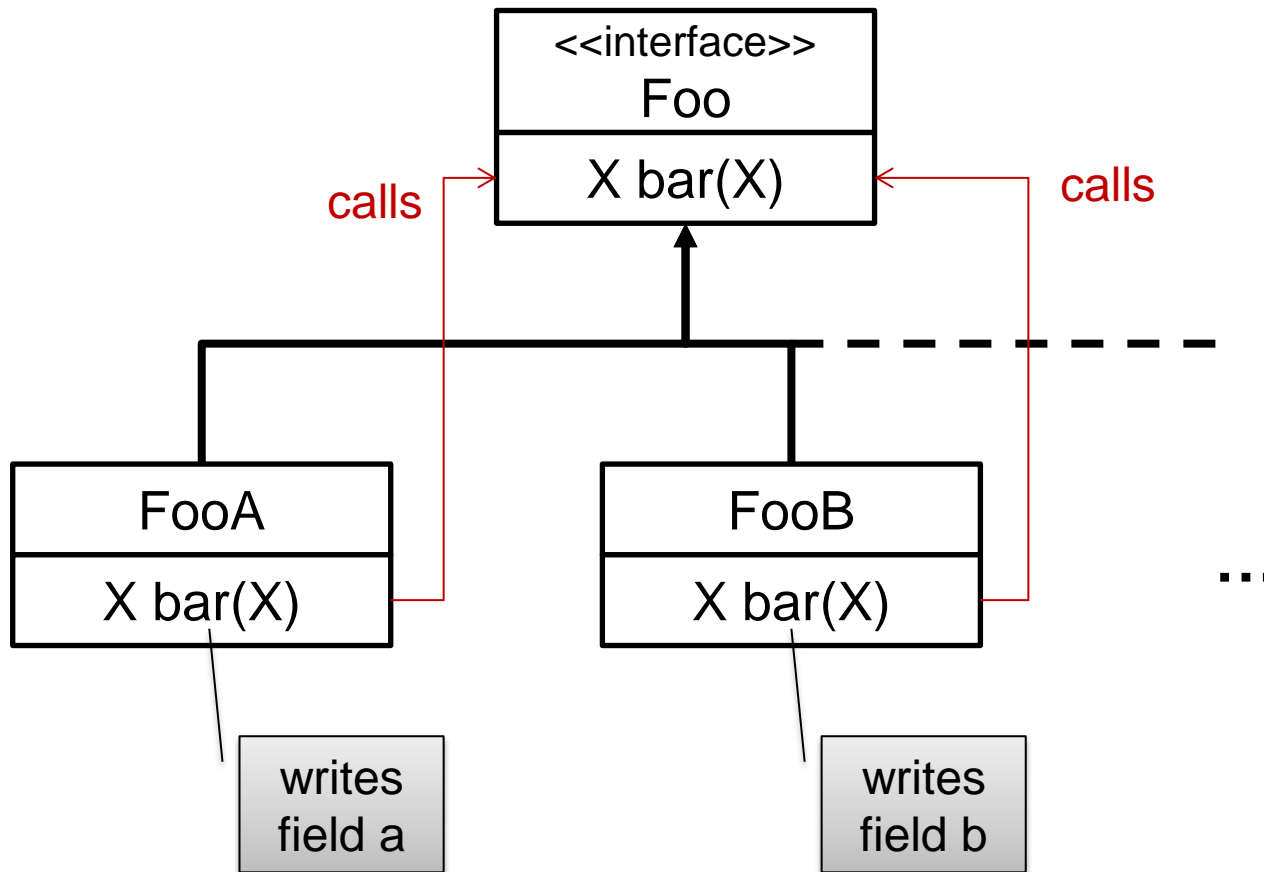 <<interface>>
Foo
X bar(X)
calls
calls
FooA
X bar(X)
FooB
X bar(X)
...
writes
field a
writes
field b